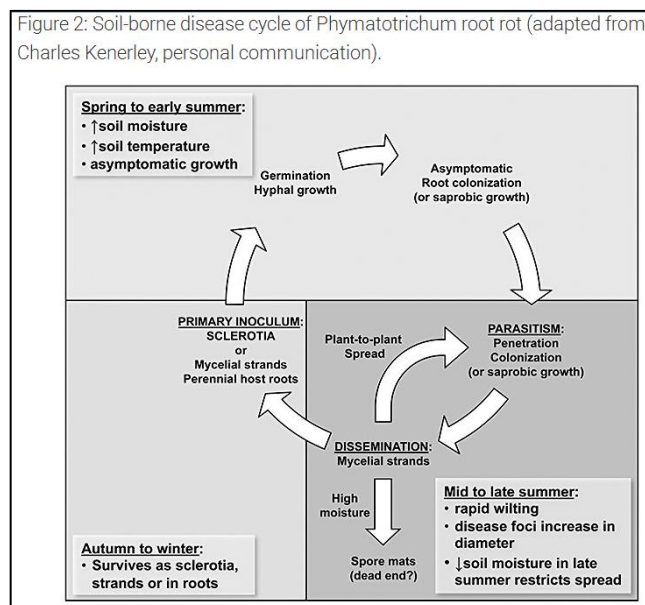 Figure 2: Soil-borne disease cycle of Phymatotrichum root rot (adapted from
Charles Kenerley, personal communication).
Spring to early summer:
• ↑soil moisture
• ↑soil temperature
• asymptomatic growth
Germination
Hyphal growth
Asymptomatic
Root colonization
(or saprobic growth)
PRIMARY INOCULUM:
SCLEROTIA
or
Mycelial strands
Perennial host roots
Plant-to-plant
Spread
PARASITISM:
Penetration
Colonization
(or saprobic growth)
DISSEMINATION:
Mycelial strands
High
moisture
Spore mats
(dead end?)
Mid to late summer:
• rapid wilting
• disease foci increase in
diameter
• ↓soil moisture in late
summer restricts spread
Autumn to winter:
• Survives as sclerotia,
strands or in roots